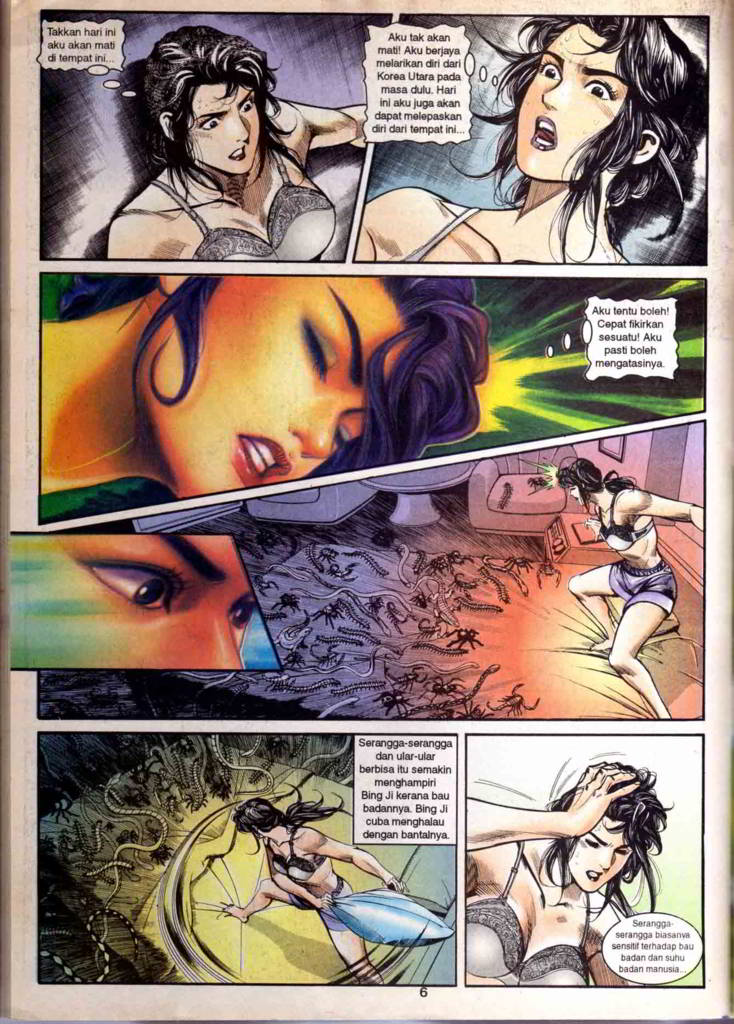 Takkan hari ini
aku akan mati
di tempat ini...
Aku tak akan
mati! Aku berjaya
melarikan diri dari
Korea Utara pada
masa dulu. Hari
ini aku juga akan
dapat melepaskan
diri dari tempat ini...
Aku tentu boleh!
Cepat fikirkan
sesuatu! Aku
pasti boleh
mengatasinya.
Serangga-serangga
dan ular-ular
berbisa itu semakin
menghampiri
Bing Ji kerana bau
badannya. Bing Ji
cuba menghalau
dengan bantalnya.
Serangga-
serangga biasanya
sensitif terhadap bau
badan dan suhu
badan manusia...
6